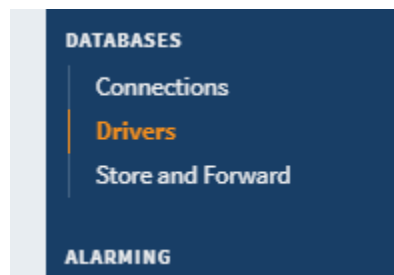 DATABASES
Connections
Drivers
Store and Forward
ALARMING